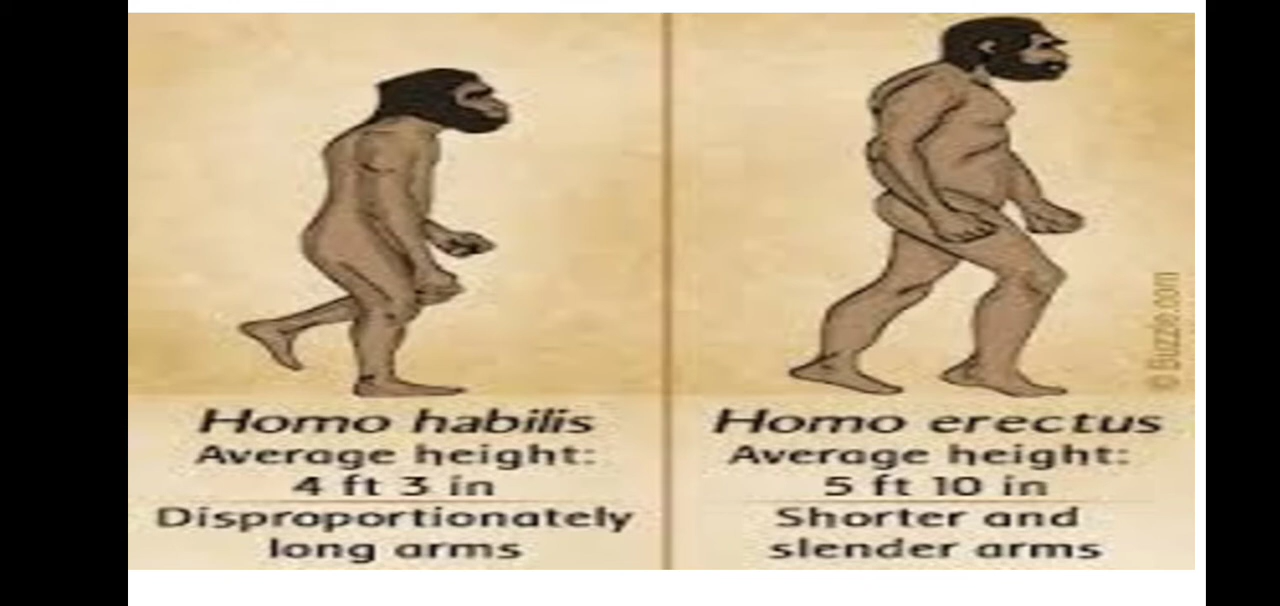 Homo habilis
Average height:
4 ft 3 in
Disproportionately
long arms
Homo erectus
Average height:
5 ft 10 in
Shorter and
slender arms
© Buzzle.com